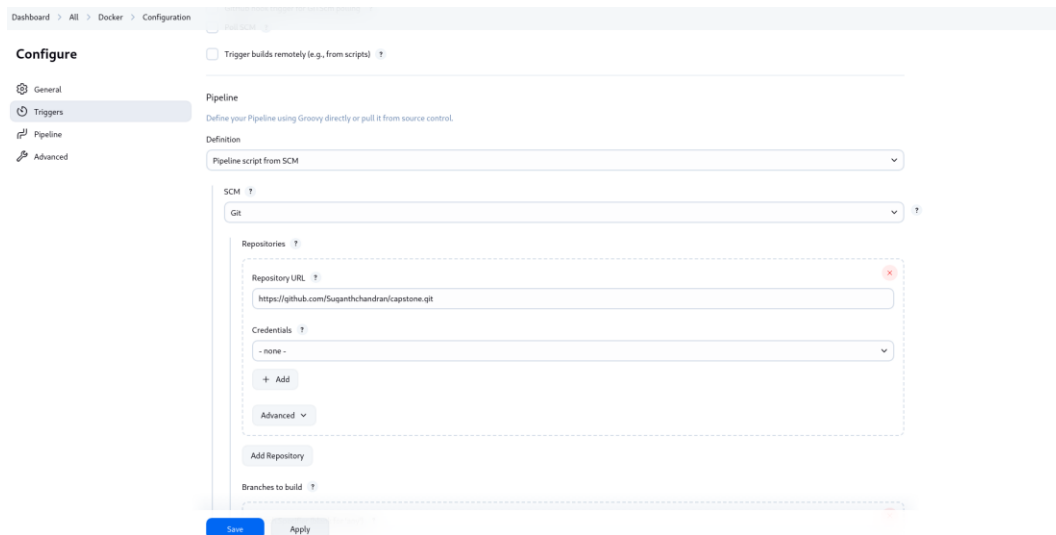 Dashboard > All > Docker > Configuration
Configure
General
Triggers
Pipeline
Advanced
Trigger builds remotely (e.g., from scripts) ?
Pipeline
Define your Pipeline using Groovy directly or pull it from source control.
Definition
Pipeline script from SCM
SCM ?
Git
?
Repositories ?
Repository URL ?
https://github.com/Suganthchandran/capstone.git
Credentials ?
- none -
+ Add
Advanced
Add Repository
Branches to build ?
Save Apply